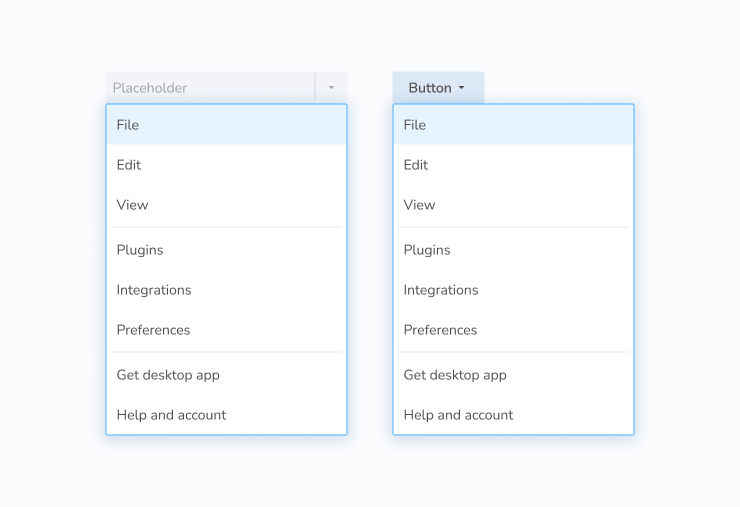 Placeholder
File
Edit
View
Plugins
Integrations
Preferences
Get desktop app
Help and account
Button
File
Edit
View
Plugins
Integrations
Preferences
Get desktop app
Help and account